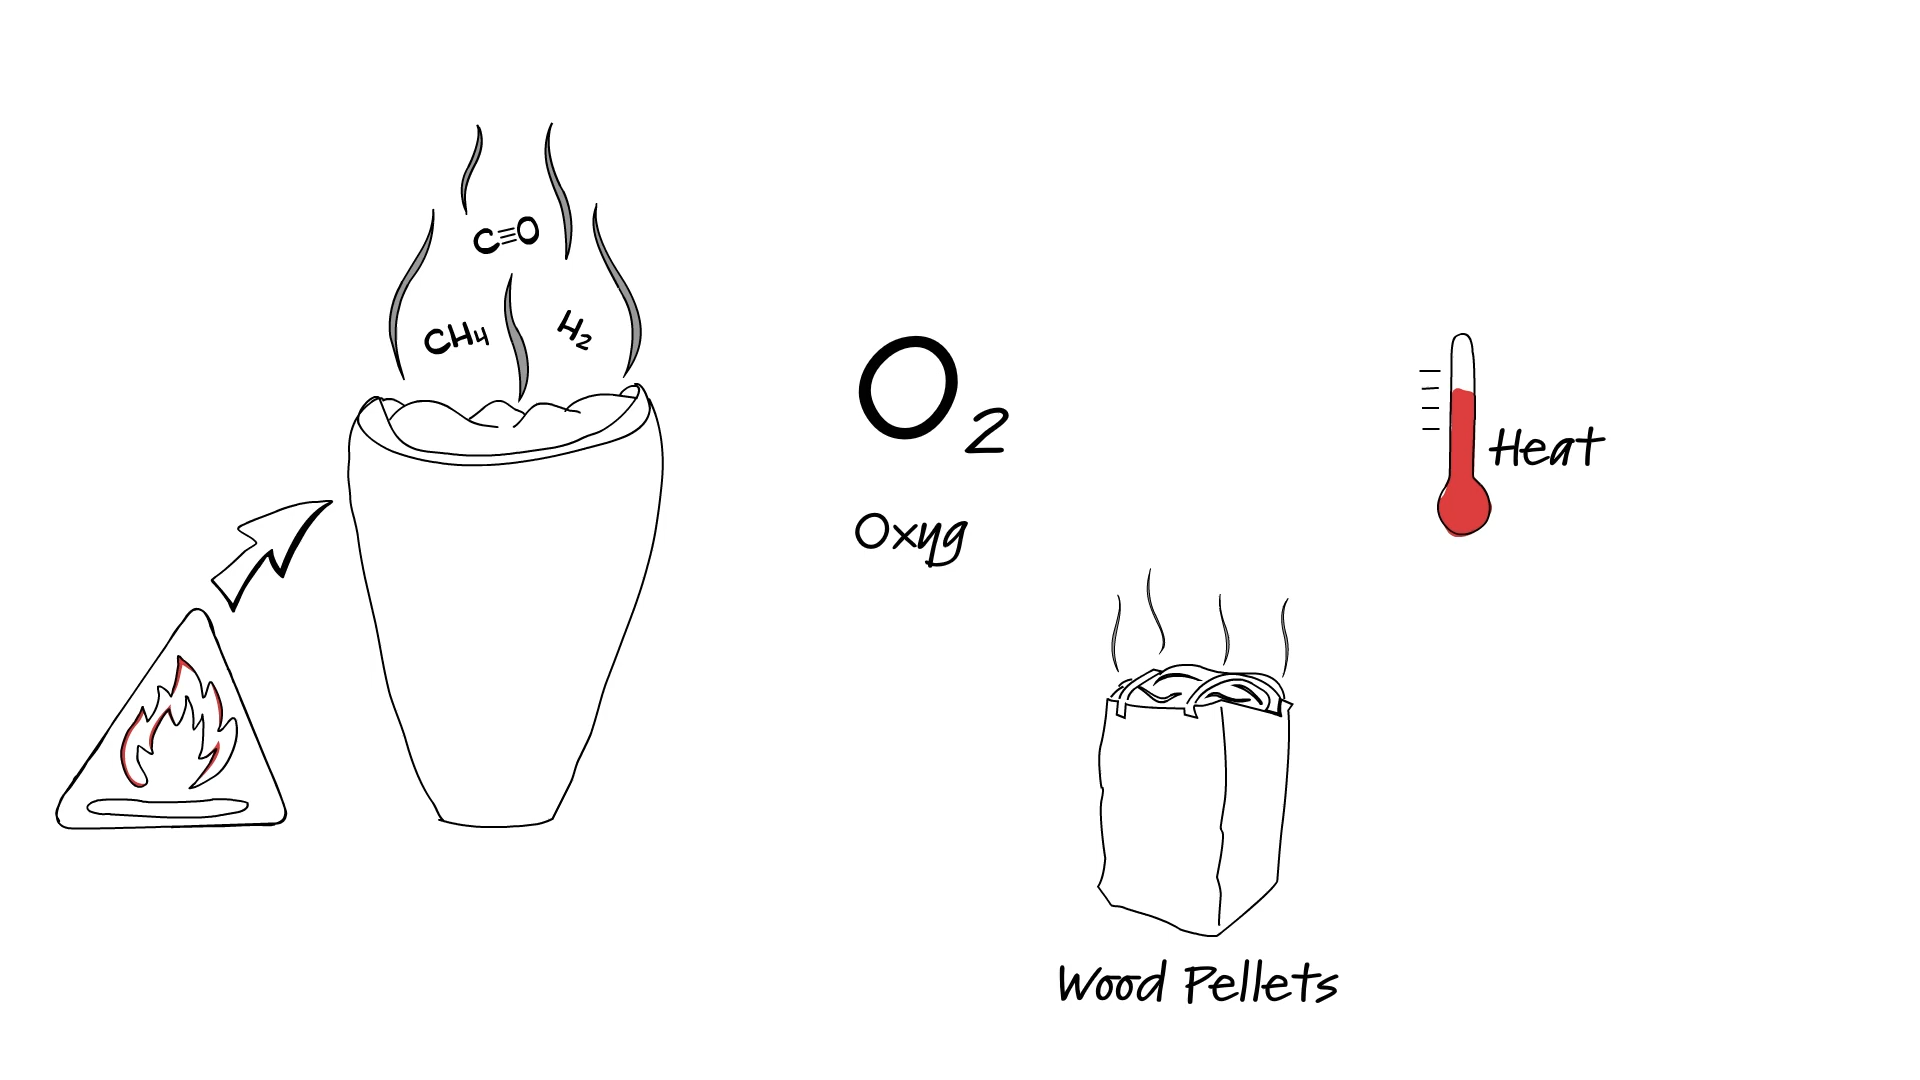 C≡O
CH4
H2
O2
Oxyg
Heat
Wood Pellets